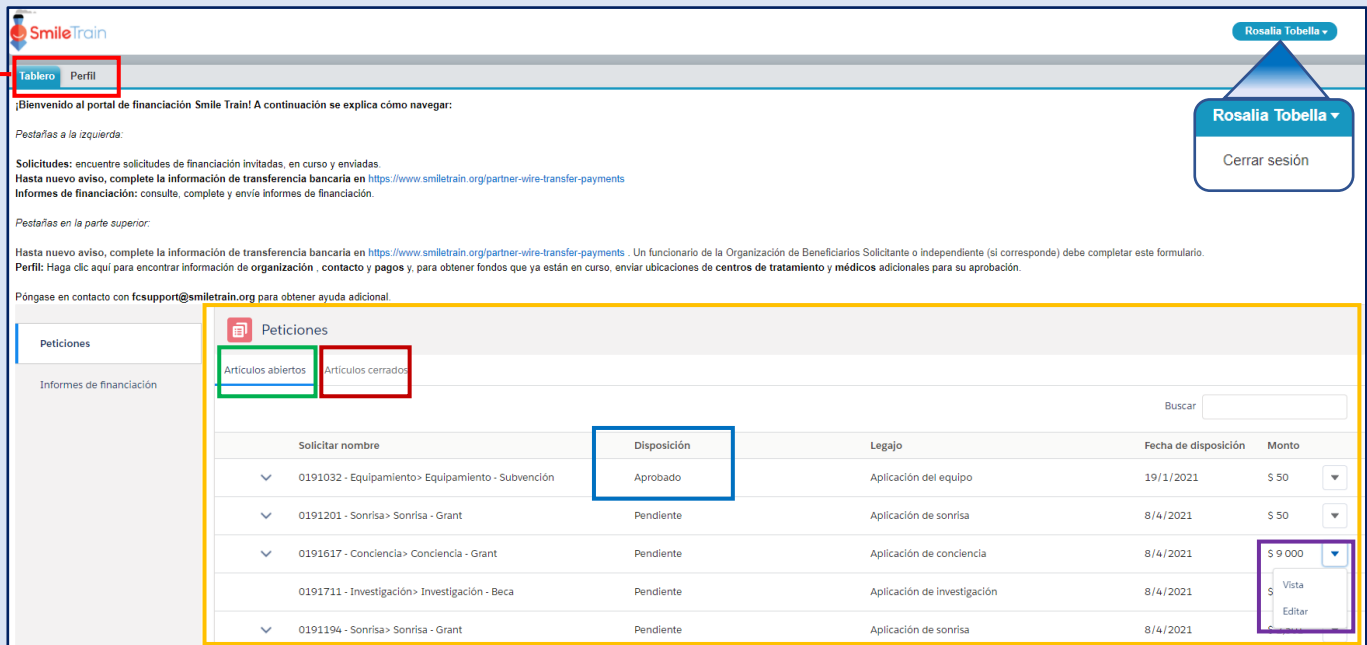 SmileTrain
Rosalia Tobella
Tablero Perfil
Rosalia Tobella
Cerrar sesión
¡Bienvenido al portal de financiación Smile Train! A continuación se explica cómo navegar:
Pestañas a la izquierda:
Solicitudes: encuentre solicitudes de financiación invitadas, en curso y enviadas.
Hasta nuevo aviso, complete la información de transferencia bancaria en https://www.smiletrain.org/partner-wire-transfer-payments
Informes de financiación: consulte, complete y envíe informes de financiación.
Pestañas en la parte superior:
Hasta nuevo aviso, complete la información de transferencia bancaria en https://www.smiletrain.org/partner-wire-transfer-payments . Un funcionario de la Organización de Beneficiarios Solicitante o independiente (si corresponde) debe completar este formulario.
Perfil: Haga clic aquí para encontrar información de organización , contacto y pagos y, para obtener fondos que ya están en curso, enviar ubicaciones de centros de tratamiento y médicos adicionales para su aprobación.
Póngase en contacto con fcsupport@smiletrain.org para obtener ayuda adicional.
Peticiones
Informes de financiación
Peticiones
Artículos abiertos Artículos cerrados
Buscar
Solicitar nombre Disposición Legajo Fecha de disposición Monto
0191032 - Equipamiento> Equipamiento - Subvención Aprobado Aplicación del equipo 19/1/2021 $ 50
0191201 - Sonrisa> Sonrisa - Grant Pendiente Aplicación de sonrisa 8/4/2021 $ 50
0191617 - Conciencia> Conciencia - Grant Pendiente Aplicación de conciencia 8/4/2021 $ 9 000
0191711 - Investigación> Investigación - Beca Pendiente Aplicación de investigación 8/4/2021
Vista
Editar
0191194 - Sonrisa> Sonrisa - Grant Pendiente Aplicación de sonrisa 8/4/2021